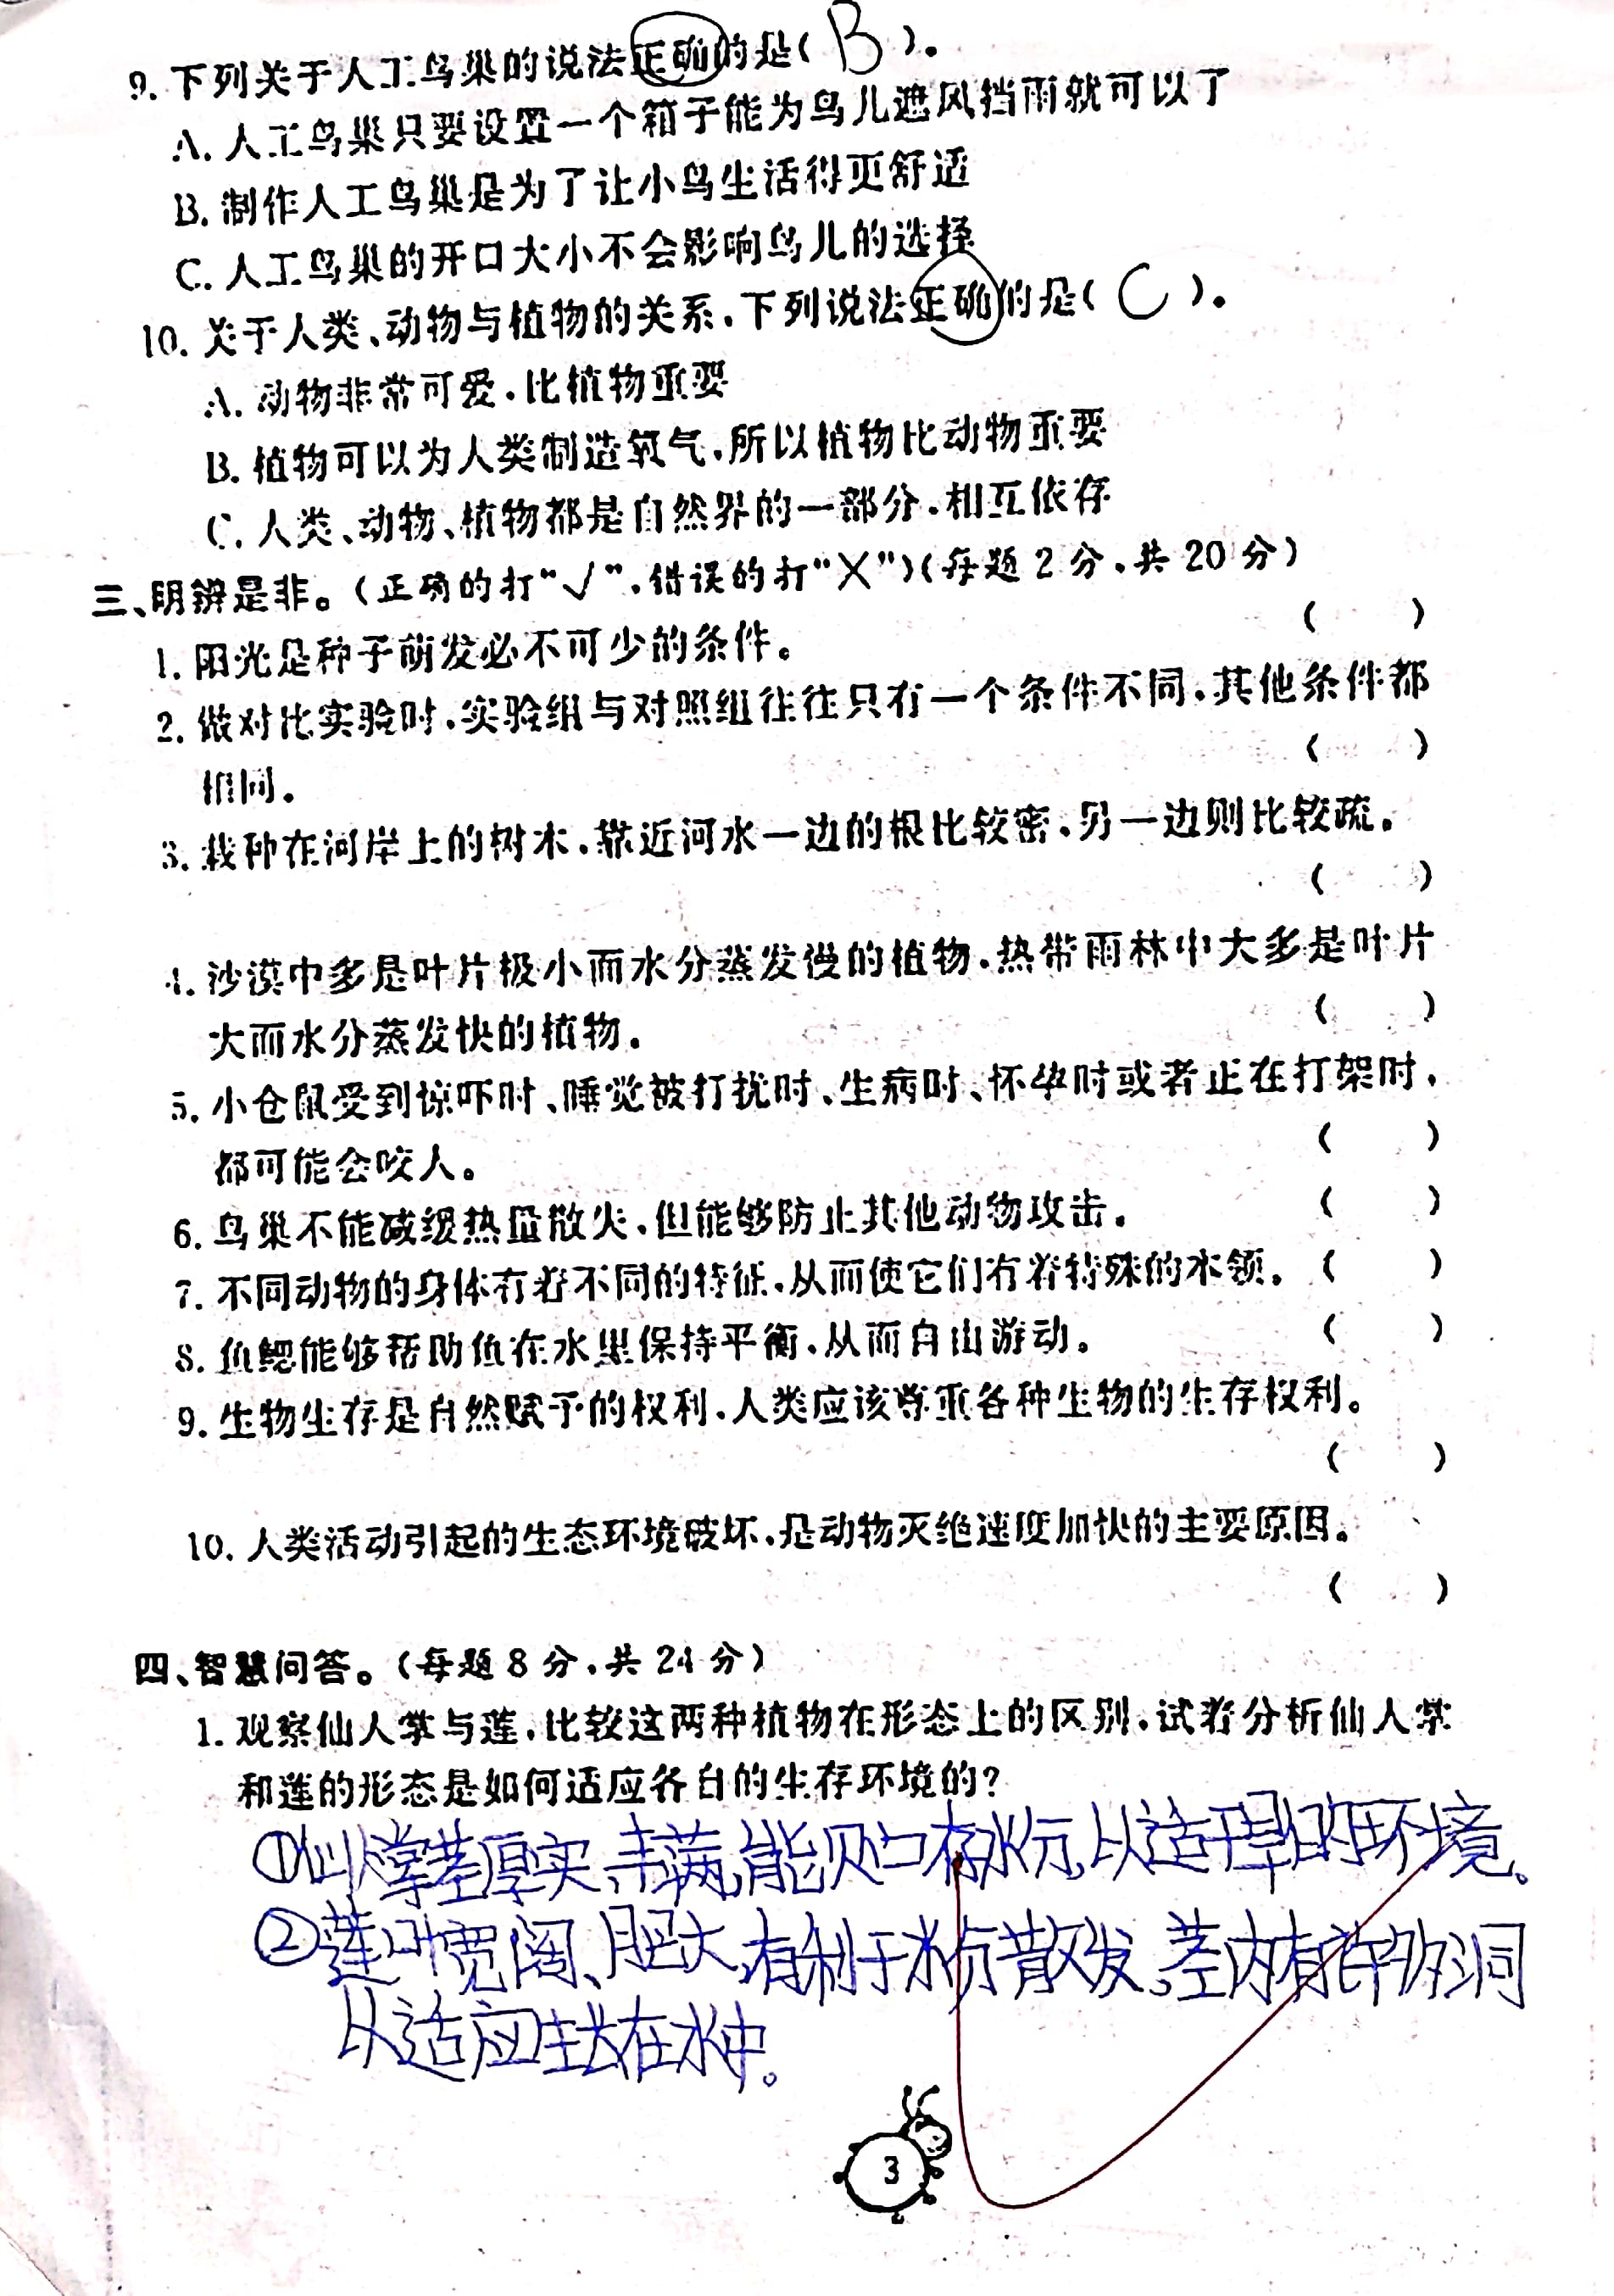 9. 下列关于人工鸟巢的说法正确的是( B )。
A. 人工鸟巢只要设置一个箱子能为鸟儿遮风挡雨就可以了
B. 制作人工鸟巢是为了让小鸟生活得更舒适
C. 人工鸟巢的开口大小不会影响鸟儿的选择
10. 关于人类、动物与植物的关系,下列说法正确的是( C )。
A. 动物非常可爱,比植物重要
B. 植物可以为人类制造氧气,所以植物比动物重要
C. 人类、动物、植物都是自然界的一部分,相互依存
三、明辨是非。(正确的打“√”,错误的打“×”)(每题 2 分,共 20 分)
1. 阳光是种子萌发必不可少的条件。 ( )
2. 做对比实验时,实验组与对照组往往只有一个条件不同,其他条件都
相同。 ( )
3. 栽种在河岸上的树木,靠近河水一边的根比较密,另一边则比较疏。
( )
4. 沙漠中多是叶片极小而水分蒸发慢的植物,热带雨林中大多是叶片
大而水分蒸发快的植物。 ( )
5. 小仓鼠受到惊吓时、睡觉被打扰时、生病时、怀孕时或者正在打架时,
都可能会咬人。 ( )
6. 鸟巢不能减缓热量散失,但能够防止其他动物攻击。 ( )
7. 不同动物的身体有着不同的特征,从而使它们有着特殊的本领。 ( )
8. 鱼鳃能够帮助鱼在水里保持平衡,从而自由游动。 ( )
9. 生物生存是自然赋予的权利,人类应该尊重各种生物的生存权利。
( )
10. 人类活动引起的生态环境破坏,是动物灭绝速度加快的主要原因。
( )
四、智慧问答。(每题 8 分,共 24 分)
1. 观察仙人掌与莲,比较这两种植物在形态上的区别,试着分析仙人掌
和莲的形态是如何适应各自的生存环境的?
①仙人掌茎厚实、丰满,能贮存水分,以适干旱的环境。
②莲叶宽阔、肥大,有利于水份散发,茎内有许多洞
以适应生长在水中。
3